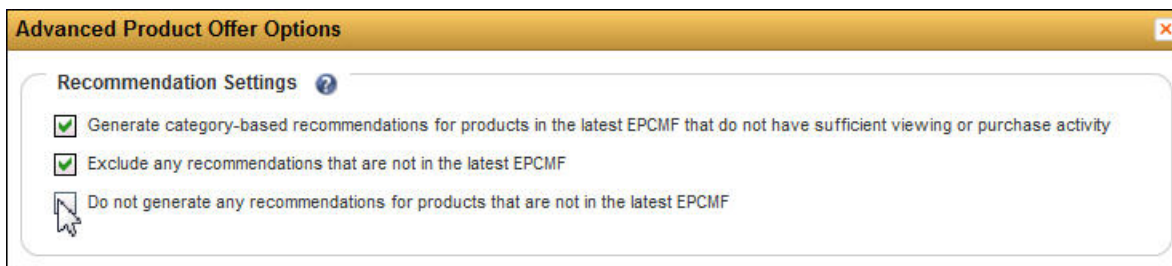 Advanced Product Offer Options
Recommendation Settings
Generate category-based recommendations for products in the latest EPCMF that do not have sufficient viewing or purchase activity
Exclude any recommendations that are not in the latest EPCMF
Do not generate any recommendations for products that are not in the latest EPCMF